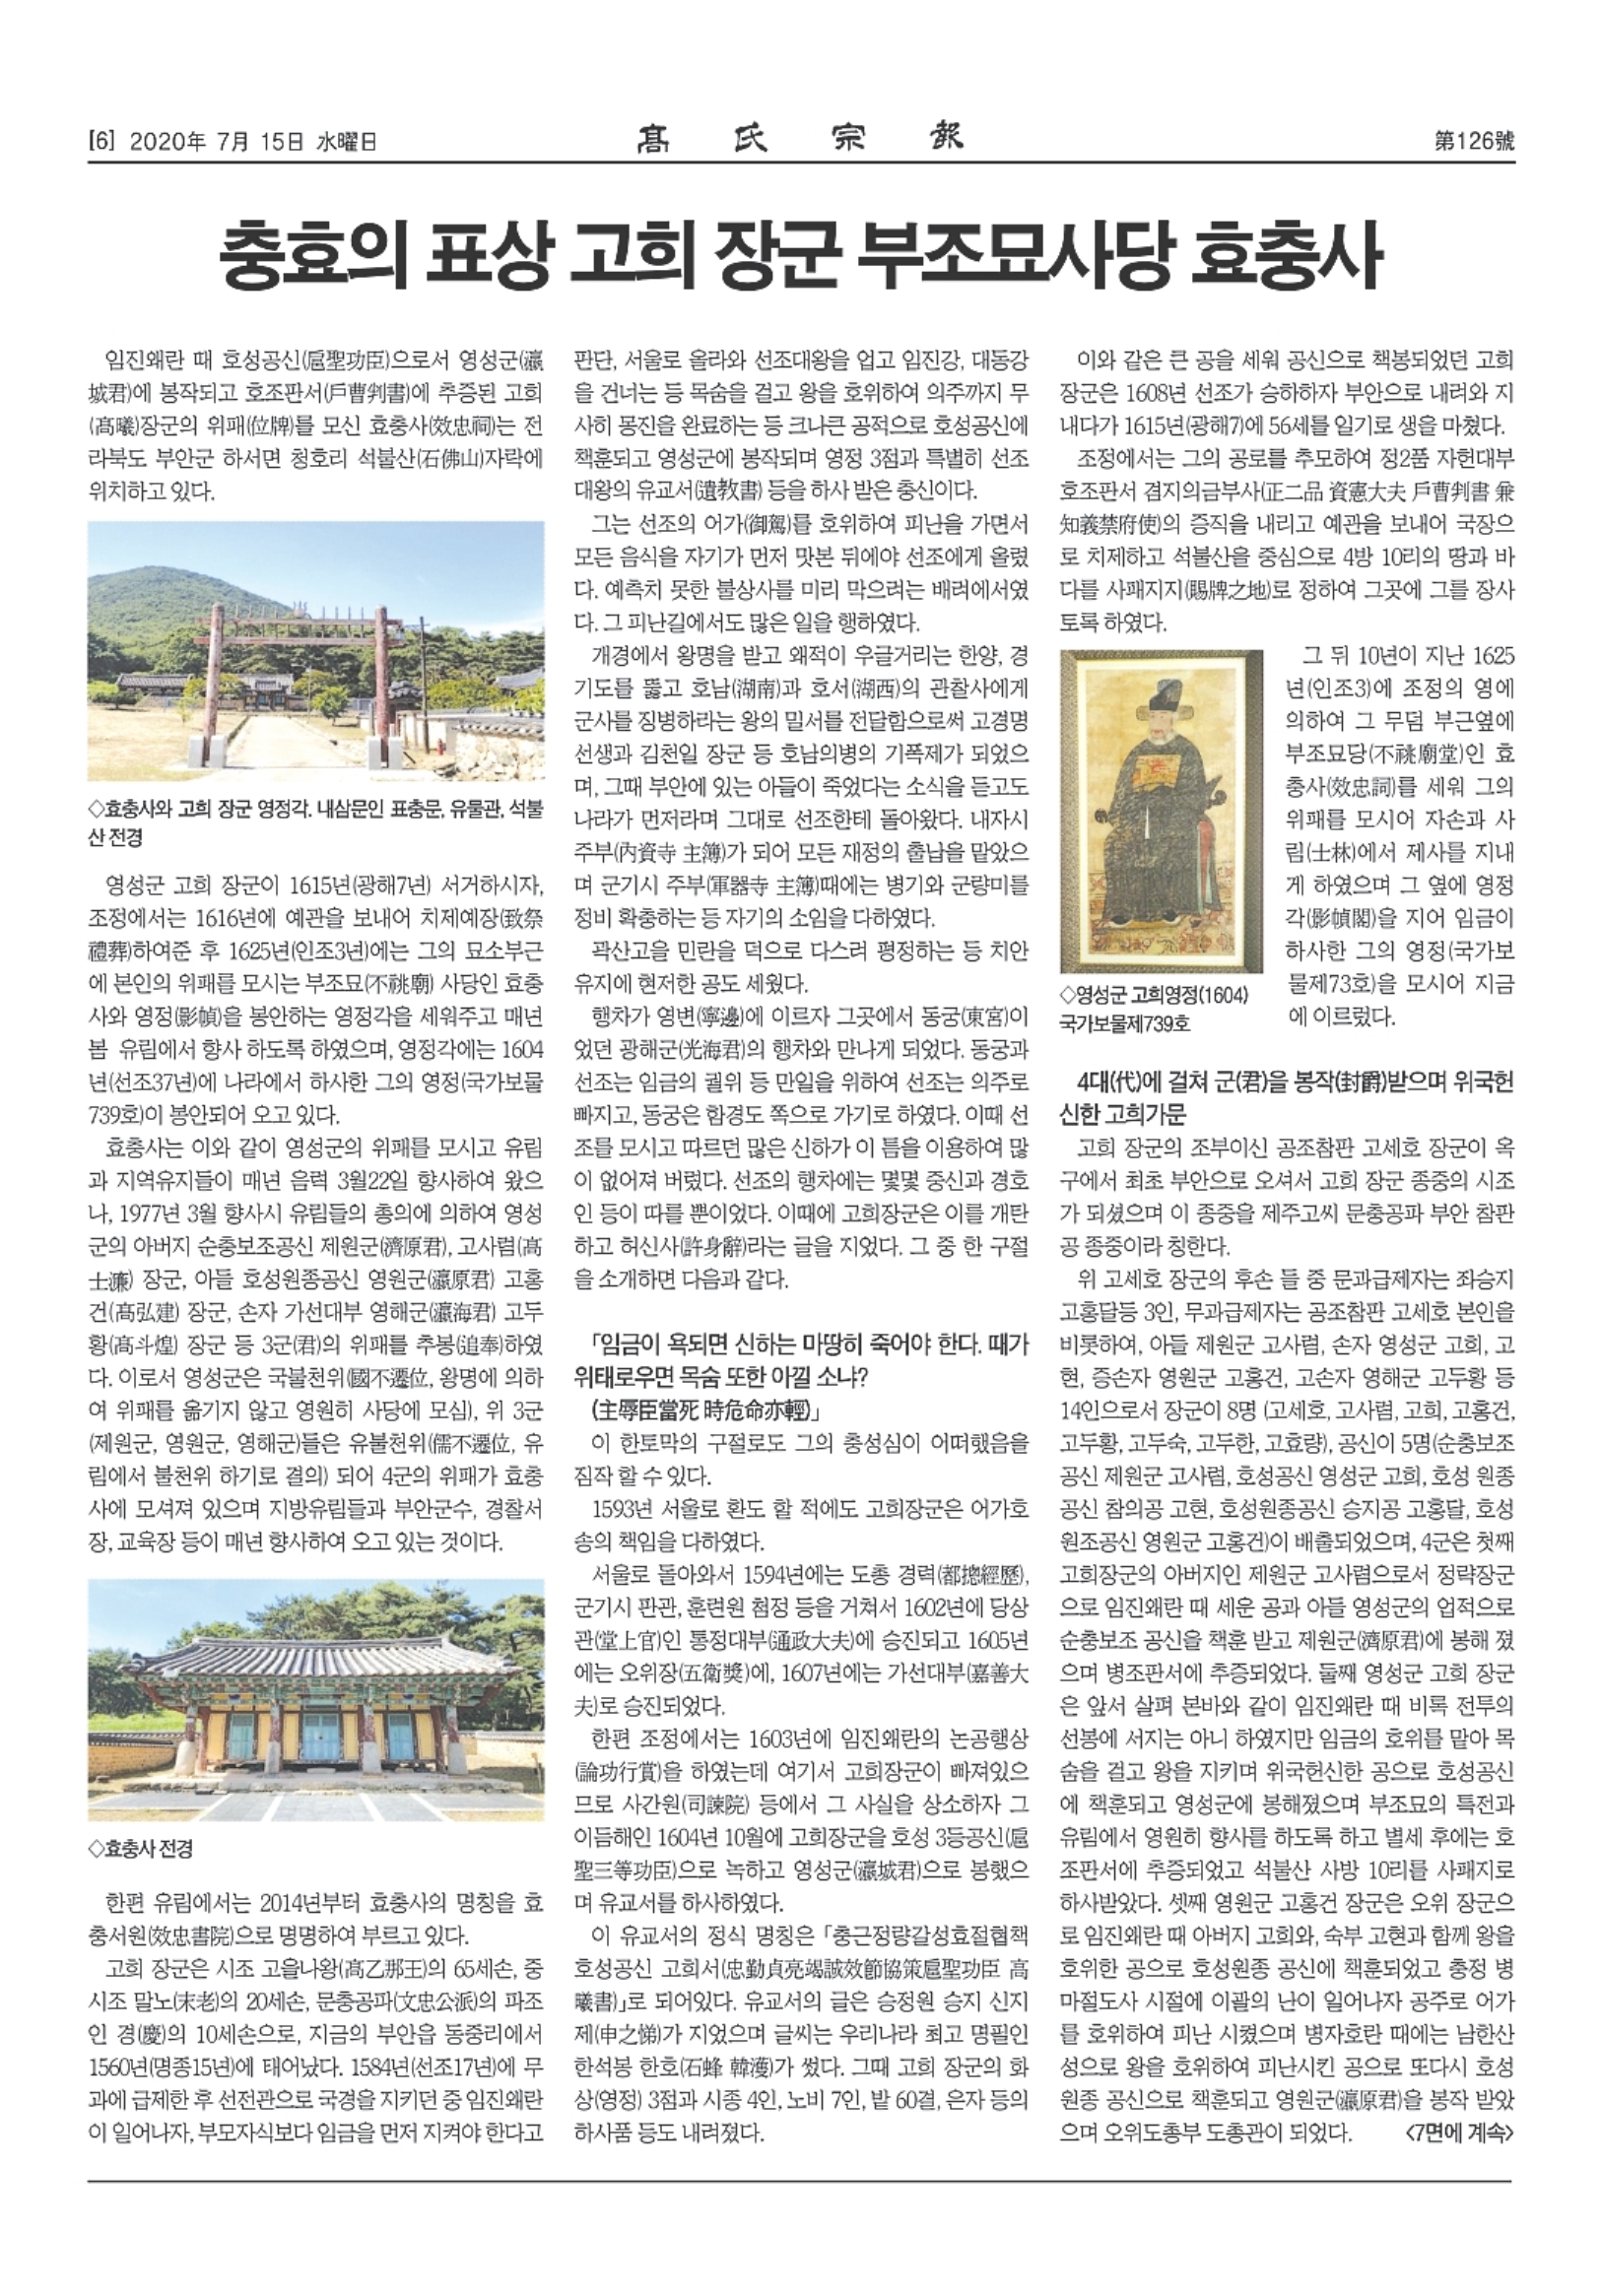 [6] 2020年 7月 15日 水曜日
髙 氏 宗 報
第126號
충효의 표상 고희 장군 부조묘사당 효충사
임진왜란 때 호성공신(扈聖功臣)으로서 영성군(瀛
城君)에 봉작되고 호조판서(戶曹判書)에 추증된 고희
(髙曦)장군의 위패(位牌)를 모신 효충사(效忠祠)는 전
라북도 부안군 하서면 청호리 석불산(石佛山)자락에
위치하고 있다.
◇효충사와 고희 장군 영정각. 내삼문인 표충문, 유물관, 석불
산 전경
영성군 고희 장군이 1615년(광해7년) 서거하시자,
조정에서는 1616년에 예관을 보내어 치제예장(致祭
禮葬)하여준 후 1625년(인조3년)에는 그의 묘소부근
에 본인의 위패를 모시는 부조묘(不祧廟) 사당인 효충
사와 영정(影幀)을 봉안하는 영정각을 세워주고 매년
봄 유림에서 향사 하도록 하였으며, 영정각에는 1604
년(선조37년)에 나라에서 하사한 그의 영정(국가보물
739호)이 봉안되어 오고 있다.
효충사는 이와 같이 영성군의 위패를 모시고 유림
과 지역유지들이 매년 음력 3월22일 향사하여 왔으
나, 1977년 3월 향사시 유림들의 총의에 의하여 영성
군의 아버지 순충보조공신 제원군(濟原君), 고사렴(髙
士濂) 장군, 아들 호성원종공신 영원군(瀛原君) 고홍
건(髙弘建) 장군, 손자 가선대부 영해군(瀛海君) 고두
황(髙斗煌) 장군 등 3군(君)의 위패를 추봉(追奉)하였
다. 이로서 영성군은 국불천위(國不遷位, 왕명에 의하
여 위패를 옮기지 않고 영원히 사당에 모심), 위 3군
(제원군, 영원군, 영해군)들은 유불천위(儒不遷位, 유
림에서 불천위 하기로 결의) 되어 4군의 위패가 효충
사에 모셔져 있으며 지방유림들과 부안군수, 경찰서
장, 교육장 등이 매년 향사하여 오고 있는 것이다.
◇효충사 전경
한편 유림에서는 2014년부터 효충사의 명칭을 효
충서원(效忠書院)으로 명명하여 부르고 있다.
고희 장군은 시조 고을나왕(髙乙那王)의 65세손, 중
시조 말노(末老)의 20세손, 문충공파(文忠公派)의 파조
인 경(慶)의 10세손으로, 지금의 부안읍 동중리에서
1560년(명종15년)에 태어났다. 1584년(선조17년)에 무
과에 급제한 후 선전관으로 국경을 지키던 중 임진왜란
이 일어나자, 부모자식보다 임금을 먼저 지켜야 한다고
판단, 서울로 올라와 선조대왕을 업고 임진강, 대동강
을 건너는 등 목숨을 걸고 왕을 호위하여 의주까지 무
사히 몽진을 완료하는 등 크나큰 공적으로 호성공신에
책훈되고 영성군에 봉작되며 영정 3점과 특별히 선조
대왕의 유교서(遺教書) 등을 하사 받은 충신이다.
그는 선조의 어가(御駕)를 호위하여 피난을 가면서
모든 음식을 자기가 먼저 맛본 뒤에야 선조에게 올렸
다. 예측치 못한 불상사를 미리 막으려는 배려에서였
다. 그 피난길에서도 많은 일을 행하였다.
개경에서 왕명을 받고 왜적이 우글거리는 한양, 경
기도를 뚫고 호남(湖南)과 호서(湖西)의 관찰사에게
군사를 징병하라는 왕의 밀서를 전달함으로써 고경명
선생과 김천일 장군 등 호남의병의 기폭제가 되었으
며, 그때 부안에 있는 아들이 죽었다는 소식을 듣고도
나라가 먼저라며 그대로 선조한테 돌아왔다. 내자시
주부(內資寺 主簿)가 되어 모든 재정의 출납을 맡았으
며 군기시 주부(軍器寺 主簿)때에는 병기와 군량미를
정비 확충하는 등 자기의 소임을 다하였다.
곽산고을 민란을 덕으로 다스려 평정하는 등 치안
유지에 현저한 공도 세웠다.
행차가 영변(寧邊)에 이르자 그곳에서 동궁(東宮)이
었던 광해군(光海君)의 행차와 만나게 되었다. 동궁과
선조는 임금의 궐위 등 만일을 위하여 선조는 의주로
빠지고, 동궁은 함경도 쪽으로 가기로 하였다. 이때 선
조를 모시고 따르던 많은 신하가 이 틈을 이용하여 많
이 없어져 버렸다. 선조의 행차에는 몇몇 중신과 경호
인 등이 따를 뿐이었다. 이때에 고희장군은 이를 개탄
하고 허신사(許身辭)라는 글을 지었다. 그 중 한 구절
을 소개하면 다음과 같다.
「임금이 욕되면 신하는 마땅히 죽어야 한다. 때가
위태로우면 목숨 또한 아낄 소냐?
(主辱臣當死 時危命亦輕)」
이 한토막의 구절로도 그의 충성심이 어떠했음을
짐작 할 수 있다.
1593년 서울로 환도 할 적에도 고희장군은 어가호
송의 책임을 다하였다.
서울로 돌아와서 1594년에는 도총 경력(都摠經歷),
군기시 판관, 훈련원 첨정 등을 거쳐서 1602년에 당상
관(堂上官)인 통정대부(通政大夫)에 승진되고 1605년
에는 오위장(五衛獎)에, 1607년에는 가선대부(嘉善大
夫)로 승진되었다.
한편 조정에서는 1603년에 임진왜란의 논공행상
(論功行賞)을 하였는데 여기서 고희장군이 빠져있으
므로 사간원(司諫院) 등에서 그 사실을 상소하자 그
이듬해인 1604년 10월에 고희장군을 호성 3등공신(扈
聖三等功臣)으로 녹하고 영성군(瀛城君)으로 봉했으
며 유교서를 하사하였다.
이 유교서의 정식 명칭은 「충근정량갈성효절협책
호성공신 고희서(忠勤貞亮竭誠效節協策扈聖功臣 高
曦書)」로 되어있다. 유교서의 글은 승정원 승지 신지
제(申之悌)가 지었으며 글씨는 우리나라 최고 명필인
한석봉 한호(石蜂 韓濩)가 썼다. 그때 고희 장군의 화
상(영정) 3점과 시종 4인, 노비 7인, 밭 60결, 은자 등의
하사품 등도 내려졌다.
이와 같은 큰 공을 세워 공신으로 책봉되었던 고희
장군은 1608년 선조가 승하하자 부안으로 내려와 지
내다가 1615년(광해7)에 56세를 일기로 생을 마쳤다.
조정에서는 그의 공로를 추모하여 정2품 자헌대부
호조판서 겸지의금부사(正二品 資憲大夫 戶曹判書 兼
知義禁府使)의 증직을 내리고 예관을 보내어 국장으
로 치제하고 석불산을 중심으로 4방 10리의 땅과 바
다를 사패지지(賜牌之地)로 정하여 그곳에 그를 장사
토록 하였다.
그 뒤 10년이 지난 1625
년(인조3)에 조정의 영에
의하여 그 무덤 부근옆에
부조묘당(不祧廟堂)인 효
충사(效忠詞)를 세워 그의
위패를 모시어 자손과 사
림(士林)에서 제사를 지내
게 하였으며 그 옆에 영정
각(影幀閣)을 지어 임금이
하사한 그의 영정(국가보
물제73호)을 모시어 지금
에 이르렀다.
◇영성군 고희영정(1604)
국가보물제739호
4대(代)에 걸쳐 군(君)을 봉작(封爵)받으며 위국헌
신한 고희가문
고희 장군의 조부이신 공조참판 고세호 장군이 옥
구에서 최초 부안으로 오셔서 고희 장군 종중의 시조
가 되셨으며 이 종중을 제주고씨 문충공파 부안 참판
공 종중이라 칭한다.
위 고세호 장군의 후손 들 중 문과급제자는 좌승지
고홍달등 3인, 무과급제자는 공조참판 고세호 본인을
비롯하여, 아들 제원군 고사렴, 손자 영성군 고희, 고
현, 증손자 영원군 고홍건, 고손자 영해군 고두황 등
14인으로서 장군이 8명 (고세호, 고사렴, 고희, 고홍건,
고두황, 고두숙, 고두한, 고효량), 공신이 5명(순충보조
공신 제원군 고사렴, 호성공신 영성군 고희, 호성 원종
공신 참의공 고현, 호성원종공신 승지공 고홍달, 호성
원조공신 영원군 고홍건)이 배출되었으며, 4군은 첫째
고희장군의 아버지인 제원군 고사렴으로서 정략장군
으로 임진왜란 때 세운 공과 아들 영성군의 업적으로
순충보조 공신을 책훈 받고 제원군(濟原君)에 봉해 졌
으며 병조판서에 추증되었다. 둘째 영성군 고희 장군
은 앞서 살펴 본바와 같이 임진왜란 때 비록 전투의
선봉에 서지는 아니 하였지만 임금의 호위를 맡아 목
숨을 걸고 왕을 지키며 위국헌신한 공으로 호성공신
에 책훈되고 영성군에 봉해졌으며 부조묘의 특전과
유림에서 영원히 향사를 하도록 하고 별세 후에는 호
조판서에 추증되었고 석불산 사방 10리를 사패지로
하사받았다. 셋째 영원군 고홍건 장군은 오위 장군으
로 임진왜란 때 아버지 고희와, 숙부 고현과 함께 왕을
호위한 공으로 호성원종 공신에 책훈되었고 충정 병
마절도사 시절에 이괄의 난이 일어나자 공주로 어가
를 호위하여 피난 시켰으며 병자호란 때에는 남한산
성으로 왕을 호위하여 피난시킨 공으로 또다시 호성
원종 공신으로 책훈되고 영원군(瀛原君)을 봉작 받았
으며 오위도총부 도총관이 되었다. <7면에 계속>